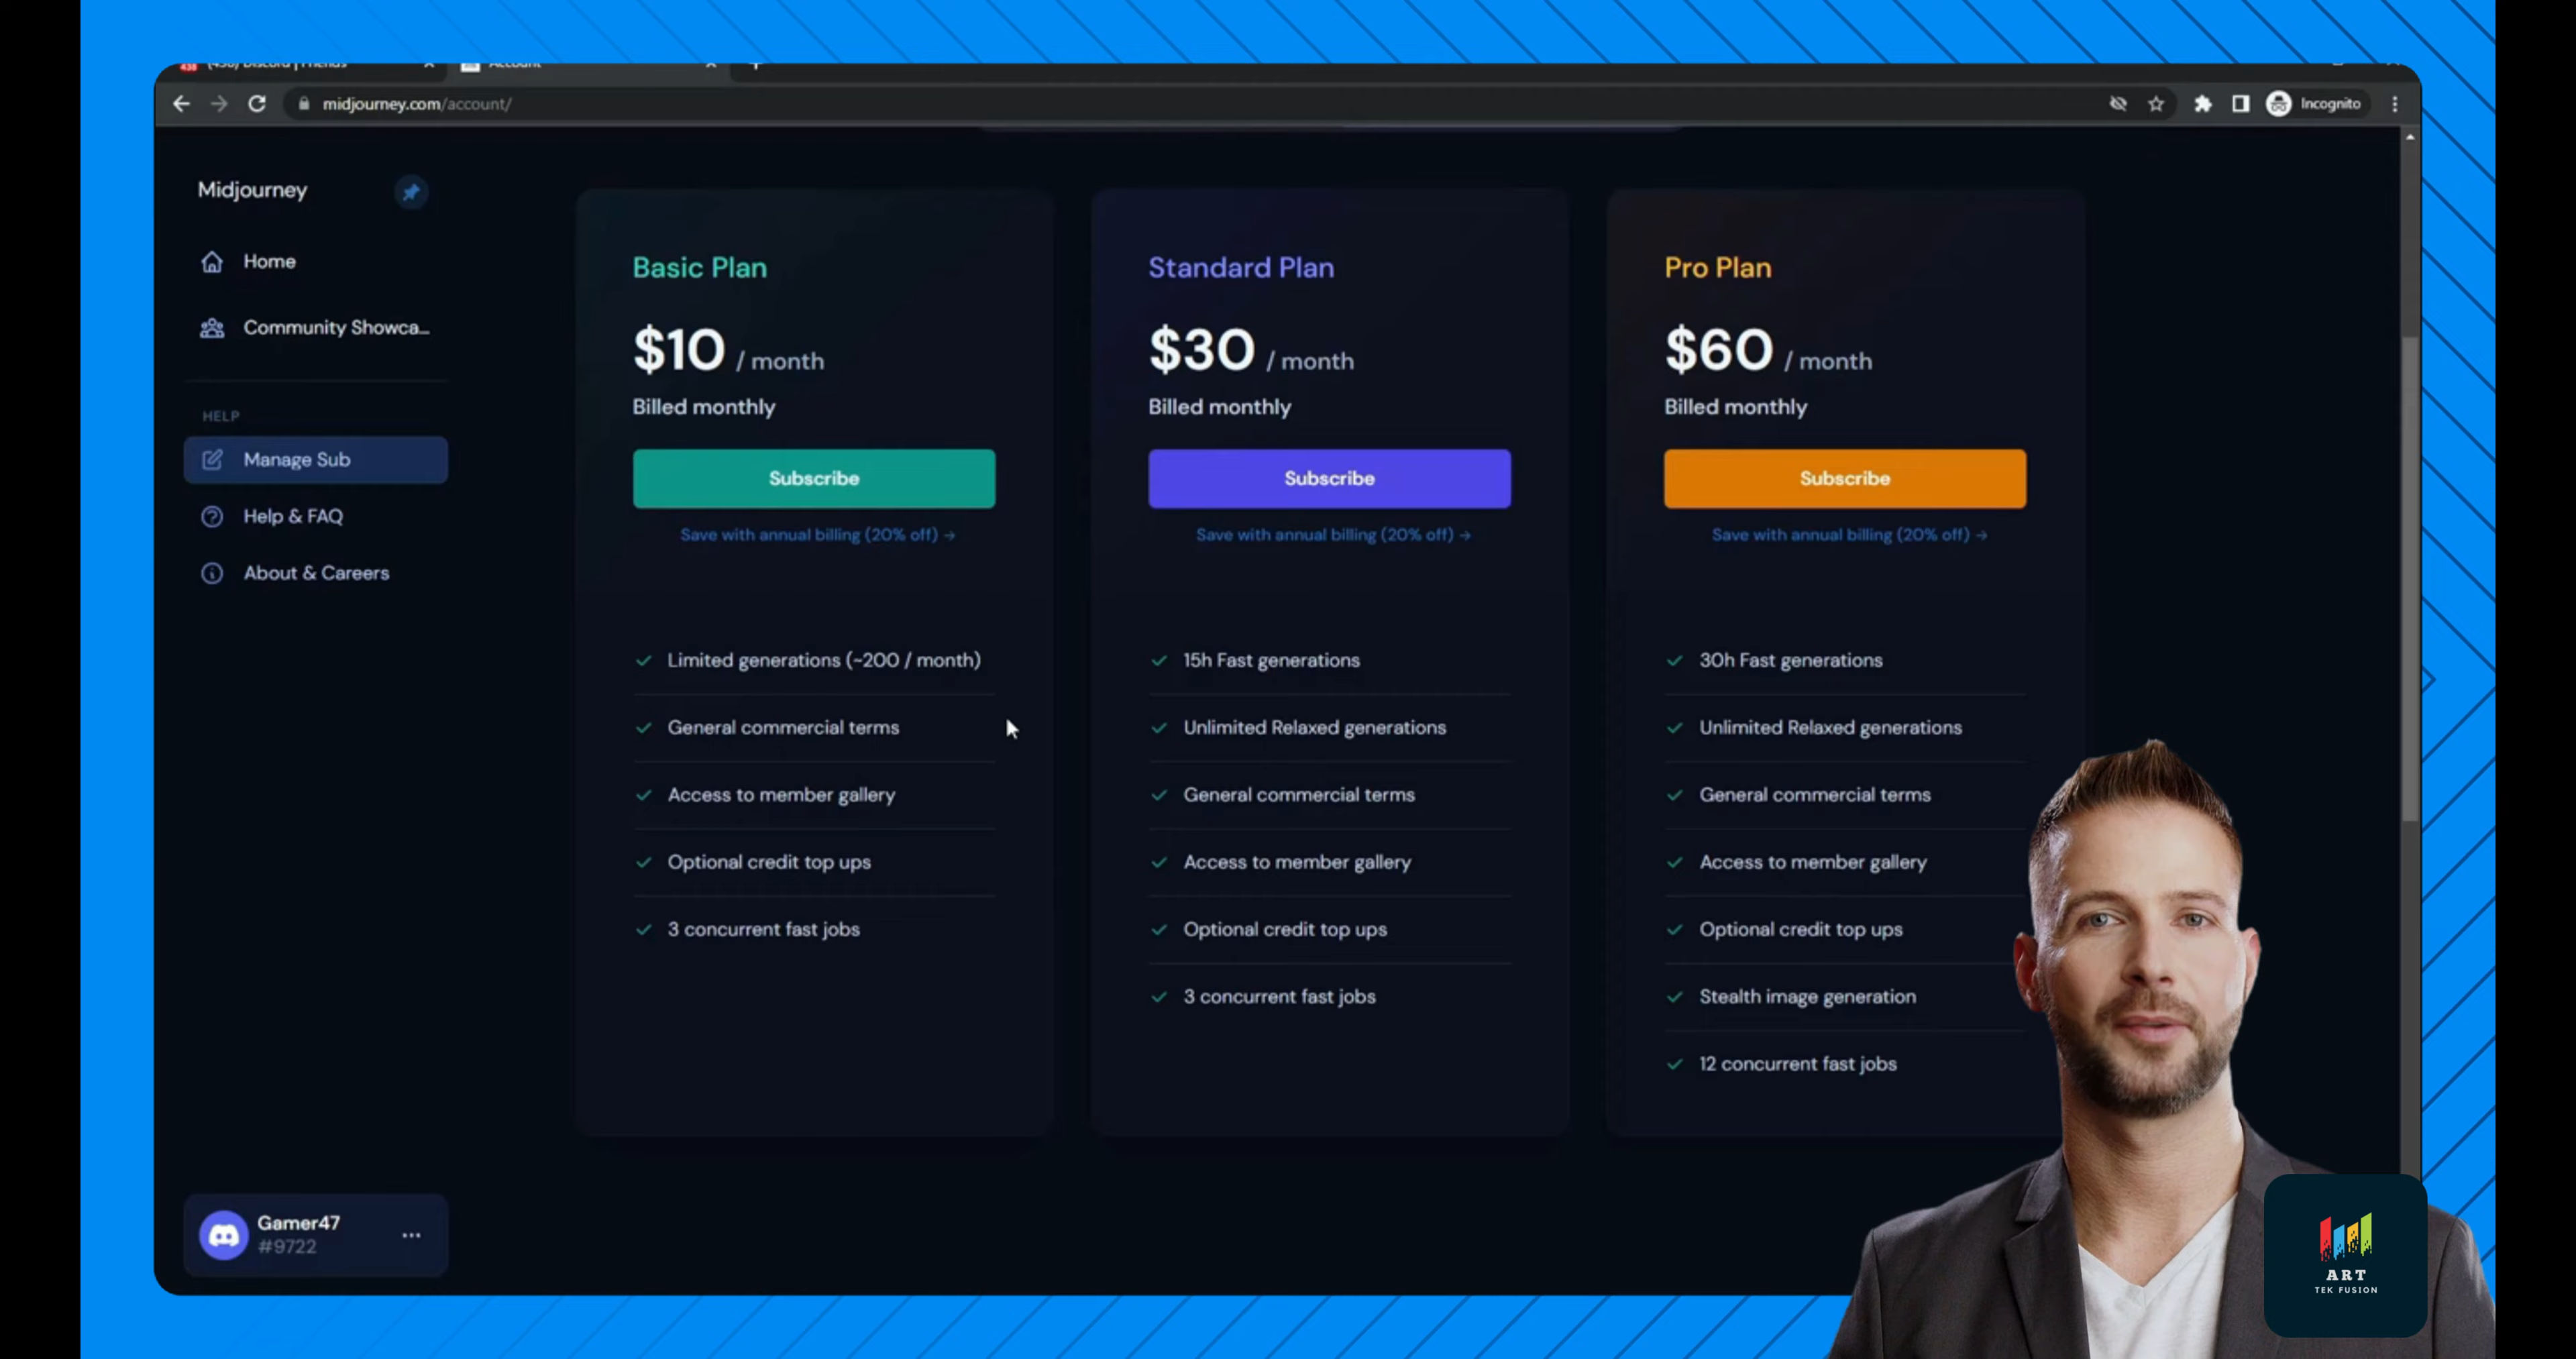 (438) Discord | Friends
Account
midjourney.com/account/
Incognito
Midjourney
Home
Community Showca...
HELP
Manage Sub
Help & FAQ
About & Careers
Gamer47
#9722
Basic Plan
$10 / month
Billed monthly
Subscribe
Save with annual billing (20% off) →
Limited generations (~200 / month)
General commercial terms
Access to member gallery
Optional credit top ups
3 concurrent fast jobs
Standard Plan
$30 / month
Billed monthly
Subscribe
Save with annual billing (20% off) →
15h Fast generations
Unlimited Relaxed generations
General commercial terms
Access to member gallery
Optional credit top ups
3 concurrent fast jobs
Pro Plan
$60 / month
Billed monthly
Subscribe
Save with annual billing (20% off) →
30h Fast generations
Unlimited Relaxed generations
General commercial terms
Access to member gallery
Optional credit top ups
Stealth image generation
12 concurrent fast jobs
ART
TEK FUSION